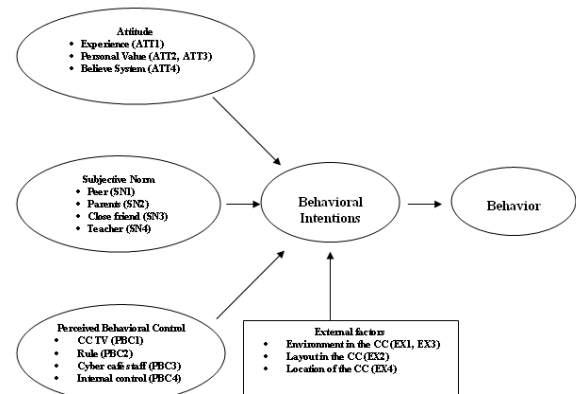 Attitude
• Experience (ATT1)
• Personal Value (ATT2, ATT3)
• Believe System (ATT4)
Subjective Norm
• Peer (SN1)
• Parents (SN2)
• Close friend (SN3)
• Teacher (SN4)
Behavioral
Intentions
Behavior
Perceived Behavioral Control
• CC TV (PBC1)
• Rule (PBC2)
• Cyber café staff (PBC3)
• Internal control (PBC4)
External factors
• Environment in the CC (EX1, EX3)
• Layout in the CC (EX2)
• Location of the CC (EX4)